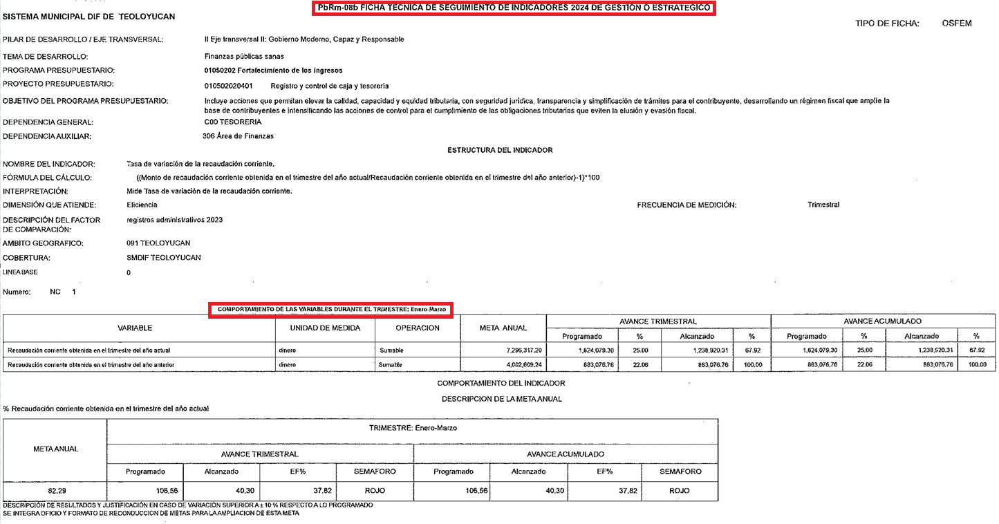 PbRm-08b FICHA TECNICA DE SEGUIMIENTO DE INDICADORES 2024 DE GESTION O ESTRATEGICO
SISTEMA MUNICIPAL DIF DE TEOLOYUCAN
TIPO DE FICHA: OSFEM
PILAR DE DESARROLLO / EJE TRANSVERSAL: II Eje transversal II: Gobierno Moderno, Capaz y Responsable
TEMA DE DESARROLLO: Finanzas públicas sanas
PROGRAMA PRESUPUESTARIO: 01050202 Fortalecimiento de los ingresos
PROYECTO PRESUPUESTARIO: 010502020401 Registro y control de caja y tesorería
OBJETIVO DEL PROGRAMA PRESUPUESTARIO: Incluye acciones que permitan elevar la calidad, capacidad y equidad tributaria, con seguridad jurídica, transparencia y simplificación de trámites para el contribuyente, desarrollando un régimen fiscal que amplie la
base de contribuyentes e intensificando las acciones de control para el cumplimiento de las obligaciones tributarias que eviten la elusión y evasión fiscal.
DEPENDENCIA GENERAL: C00 TESORERIA
DEPENDENCIA AUXILIAR: 306 Área de Finanzas
ESTRUCTURA DEL INDICADOR
NOMBRE DEL INDICADOR: Tasa de variación de la recaudación corriente.
FÓRMULA DEL CÁLCULO: ((Monto de recaudación corriente obtenida en el trimestre del año actual/Recaudación corriente obtenida en el trimestre del año anterior)-1)*100
INTERPRETACIÓN: Mide Tasa de variación de la recaudación corriente.
DIMENSIÓN QUE ATIENDE: Eficiencia FRECUENCIA DE MEDICIÓN: Trimestral
DESCRIPCIÓN DEL FACTOR registros administrativos 2023
DE COMPARACIÓN:
AMBITO GEOGRAFICO: 091 TEOLOYUCAN
COBERTURA: SMDIF TEOLOYUCAN
LINEA BASE 0
Numero: NC 1
COMPORTAMIENTO DE LAS VARIABLES DURANTE EL TRIMESTRE: Enero-Marzo
VARIABLE UNIDAD DE MEDIDA OPERACION META ANUAL AVANCE TRIMESTRAL AVANCE ACUMULADO
Programado % Alcanzado % Programado % Alcanzado %
Recaudación corriente obtenida en el trimestre del año actual dinero Sumable 7,296,317.20 1,824,079.30 25.00 1,238,920.31 67.92 1,824,079.30 25.00 1,238,920.31 67.92
Recaudación corriente obtenida en el trimestre del año anterior dinero Sumable 4,002,609.24 883,076.76 22.06 883,076.76 100.00 883,076.76 22.06 883,076.76 100.00
COMPORTAMIENTO DEL INDICADOR
DESCRIPCION DE LA META ANUAL
% Recaudación corriente obtenida en el trimestre del año actual
META ANUAL TRIMESTRE: Enero-Marzo
AVANCE TRIMESTRAL AVANCE ACUMULADO
Programado Alcanzado EF% SEMAFORO Programado Alcanzado EF% SEMAFORO
82.29 106.56 40.30 37.82 ROJO 106.56 40.30 37.82 ROJO
DESCRIPCIÓN DE RESULTADOS Y JUSTIFICACIÓN EN CASO DE VARIACIÓN SUPERIOR A ± 10 % RESPECTO A LO PROGRAMADO
SE INTEGRA OFICIO Y FORMATO DE RECONDUCCION DE METAS PARA LA AMPLIACION DE ESTA META